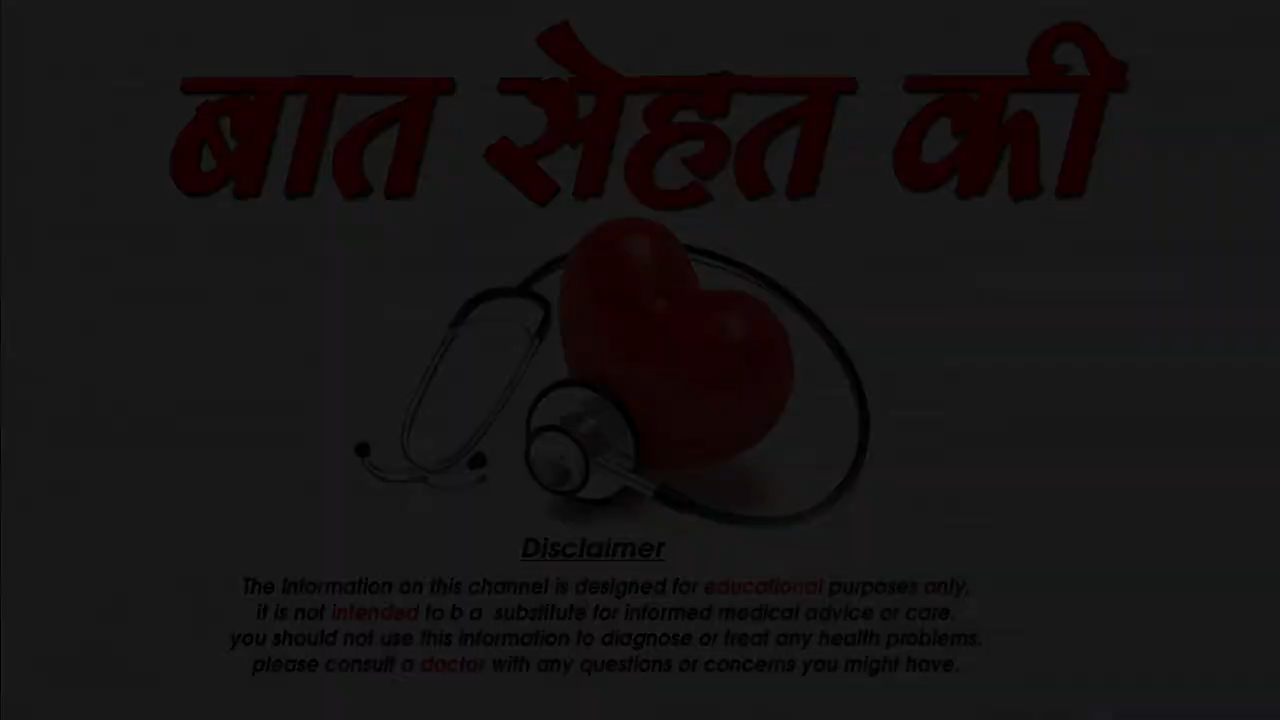 बात सेहत की
Disclaimer
The Information on this channel is designed for educational purposes only,
it is not intended to b a substitute for informed medical advice or care.
you should not use this information to diagnose or treat any health problems.
please consult a doctor with any questions or concerns you might have.